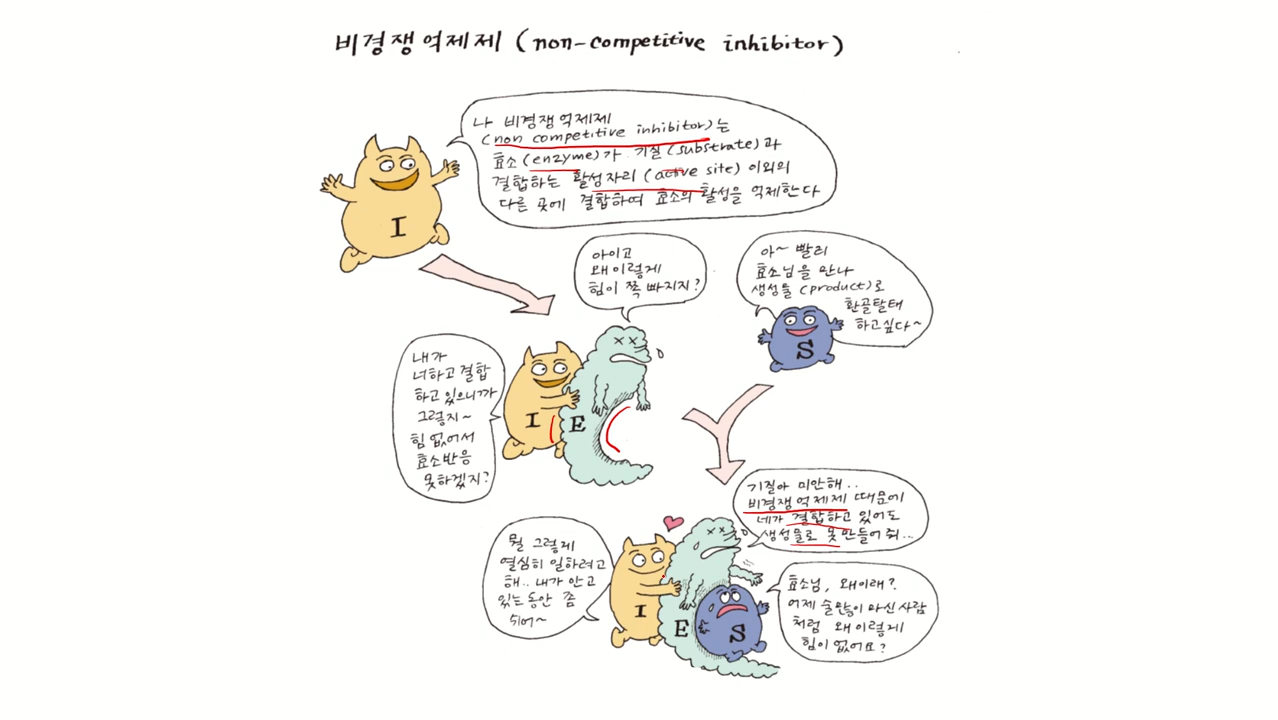 비경쟁억제제 (non-competitive inhibitor)
나 비경쟁억제제
(non competitive inhibitor)는
효소(enzyme)가 기질(substrate)과
결합하는 활성자리(active site) 이외의
다른 곳에 결합하여 효소의 활성을 억제한다
I
아이고
왜 이렇게
힘이 쭉 빠지지?
아~ 빨리
효소님을 만나
생성물(product)로
환골탈태
하고싶다~
S
내가
너하고 결합
하고 있으니까
그렇지~
힘 없어서
효소반응
못하겠지?
I
E
기질아 미안해..
비경쟁억제제 때문에
네가 결합하고 있어도
생성물로 못 만들어 줘...
뭘 그렇게
열심히 일하려고
해.. 내가 안고
있는 동안 좀
쉬어~
I
E
S
효소님, 왜이래?
어제 술많이 마신 사람
처럼 왜 이렇게
힘이 없어요?